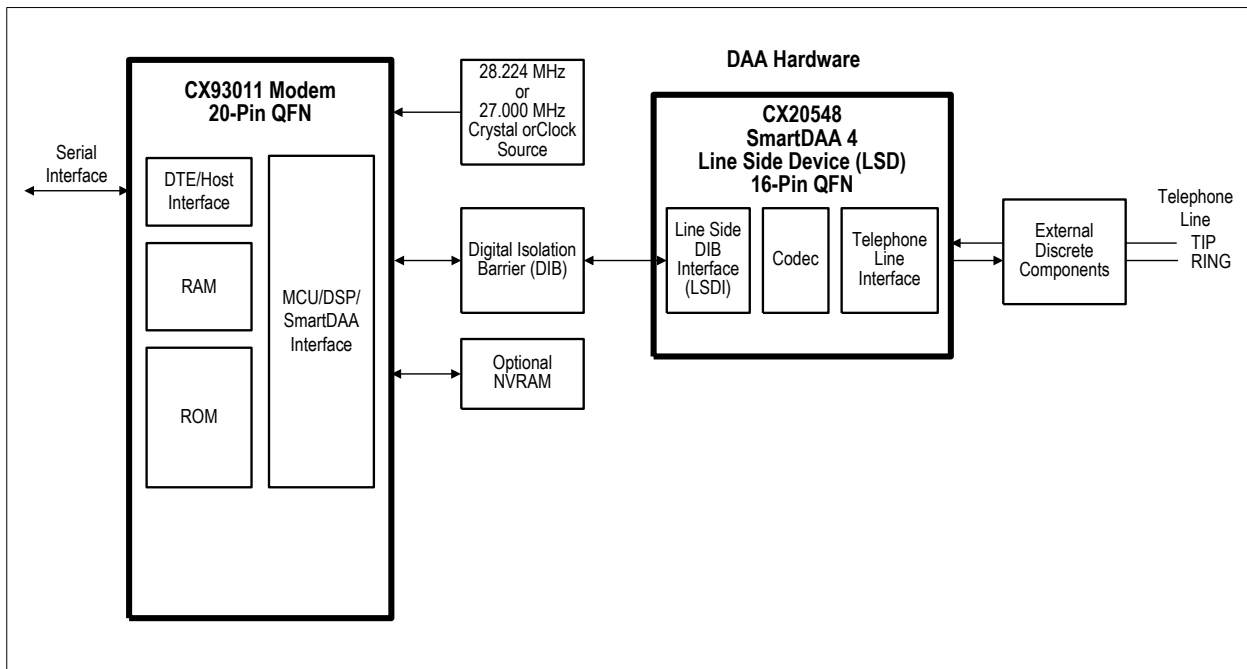 CX93011 Modem
20-Pin QFN
Serial
Interface
DTE/Host
Interface
RAM
ROM
MCU/DSP/
SmartDAA
Interface
28.224 MHz
or
27.000 MHz
Crystal orClock
Source
Digital Isolation
Barrier (DIB)
Optional
NVRAM
DAA Hardware
CX20548
SmartDAA 4
Line Side Device (LSD)
16-Pin QFN
Line Side
DIB
Interface
(LSDI)
Codec
Telephone
Line
Interface
External
Discrete
Components
Telephone
Line
TIP
RING